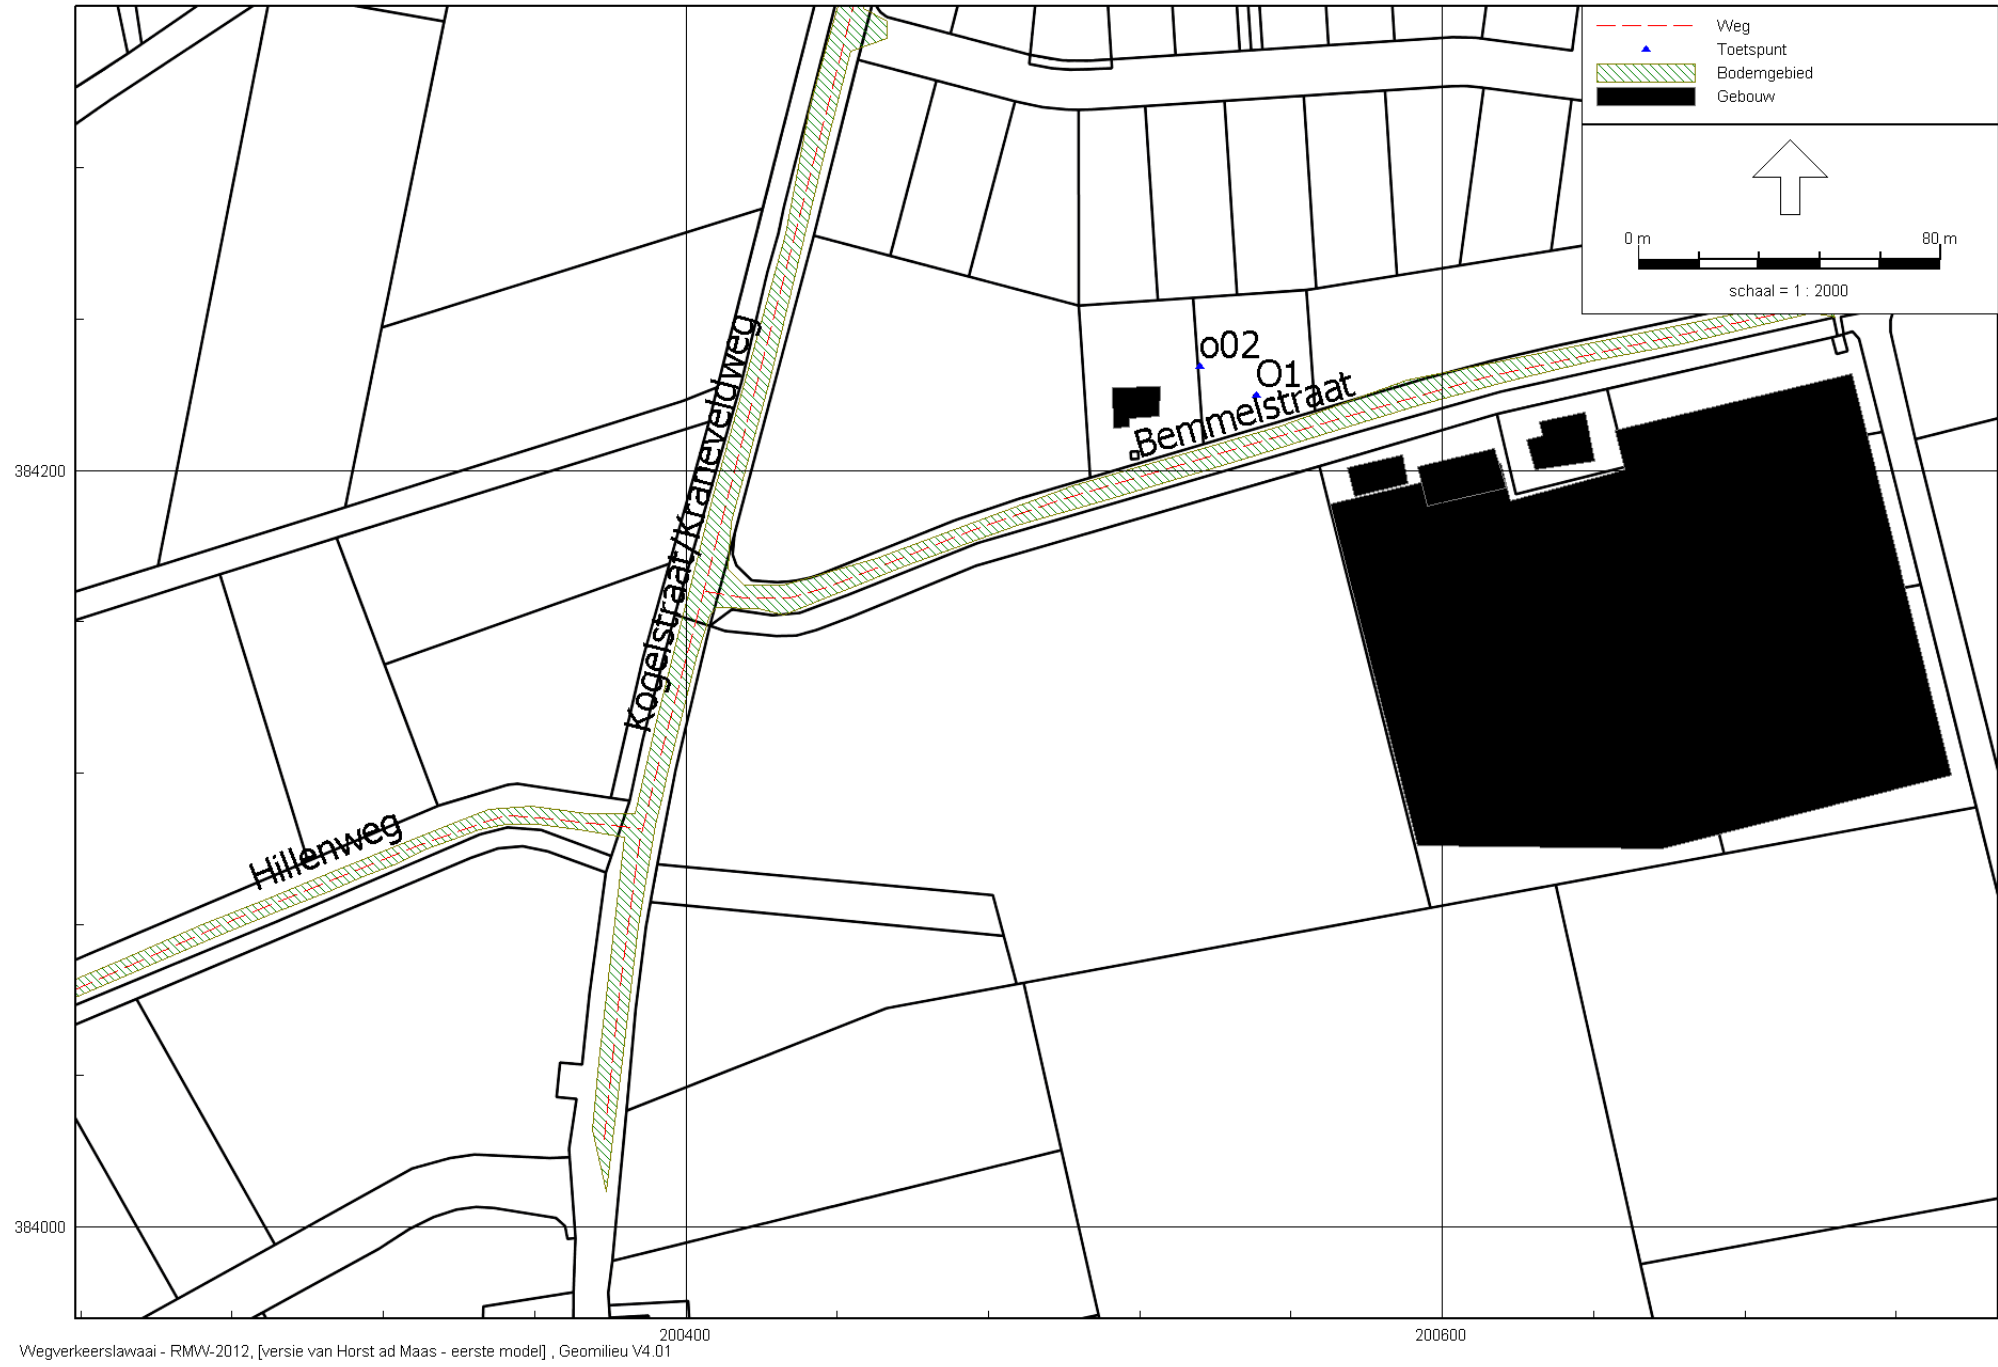 Weg
Toetspunt
Bodemgebied
Gebouw
0 m 80 m
schaal = 1 : 2000
o02
O1
Bemmelstraat
Kogelstraat/Kraneveldweg
Hillenweg
384200
384000
200400 200600
Wegverkeerslawaai - RMW-2012, [versie van Horst ad Maas - eerste model] , Geomilieu V4.01